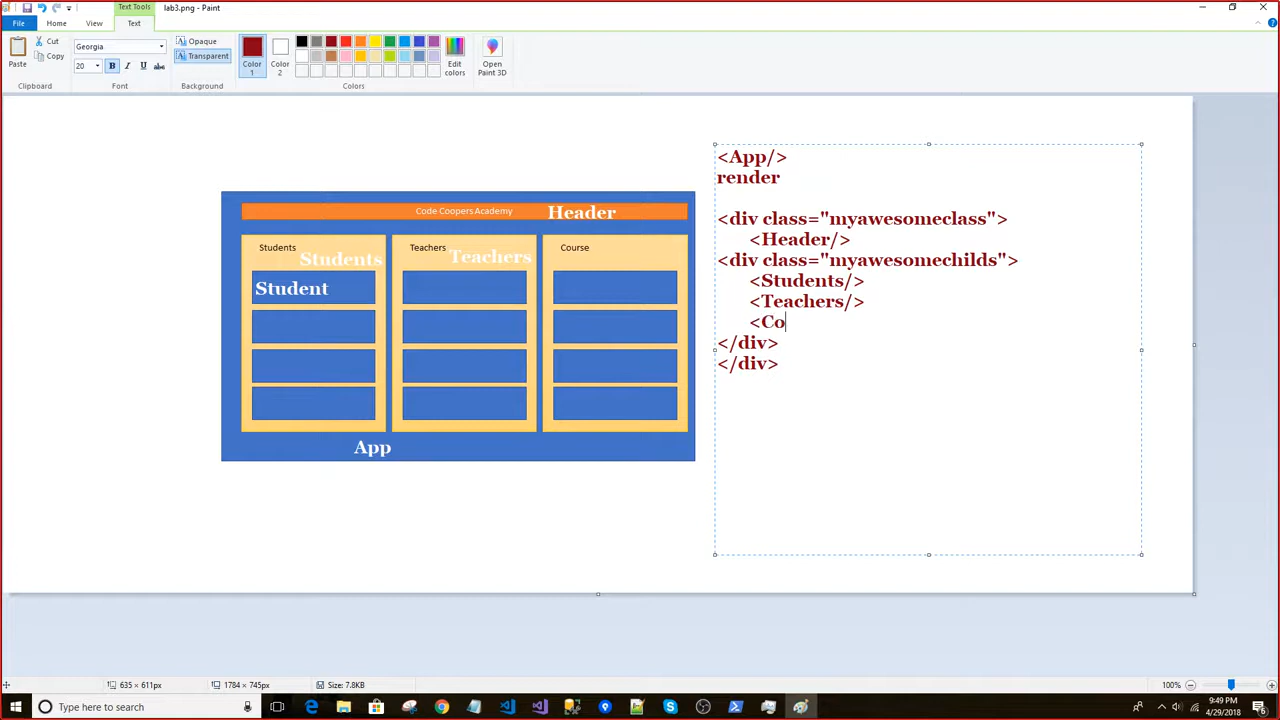 Text Tools
lab3.png - Paint
File
Home
View
Text
Paste
Cut
Copy
Clipboard
Georgia
20
B I U abc
Font
Opaque
Transparent
Background
Color 1
Color 2
Colors
Edit colors
Open Paint 3D
Code Coopers Academy
Header
Students
Students
Student
Teachers
Teachers
Course
App
<App/>
render
<div class="myawesomeclass">
<Header/>
<div class="myawesomechilds">
<Students/>
<Teachers/>
<Co
</div>
</div>
635 × 611px
1784 × 745px
Size: 7.8KB
100%
Type here to search
9:49 PM
4/29/2018